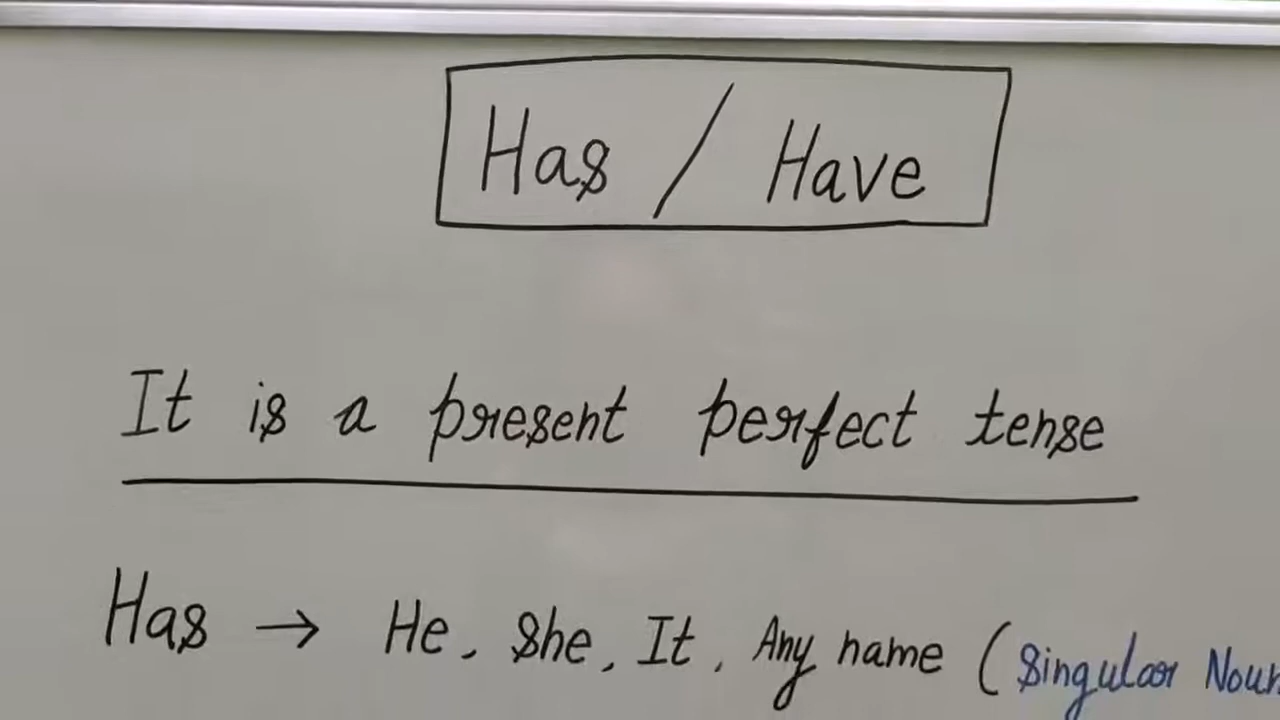 Has / Have
It is a present perfect tense
Has → He, She, It, Any name (Singular Noun